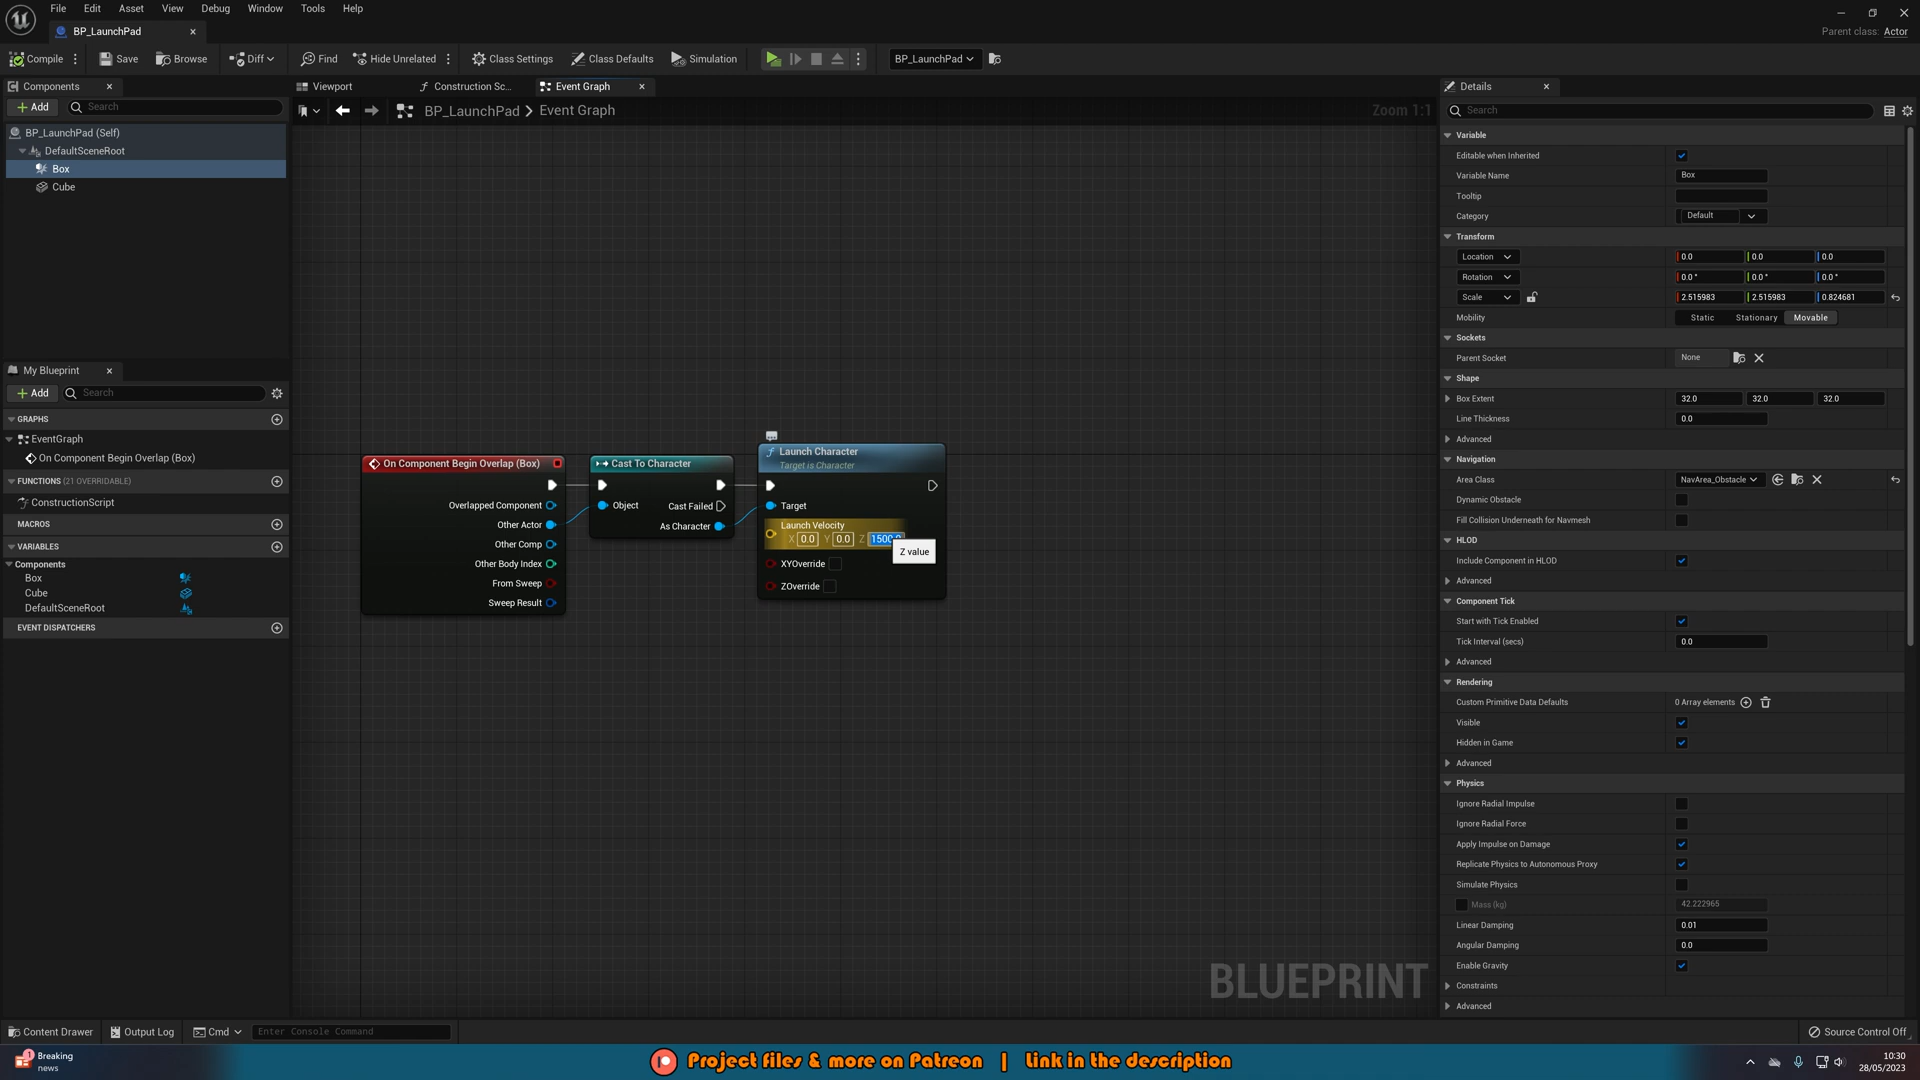 File Edit Asset View Debug Window Tools Help
BP_LaunchPad
Parent class: Actor
Compile Save Browse Diff Find Hide Unrelated Class Settings Class Defaults Simulation BP_LaunchPad
Components
Add Search
BP_LaunchPad (Self)
DefaultSceneRoot
Box
Cube
My Blueprint
Add Search
GRAPHS
EventGraph
On Component Begin Overlap (Box)
FUNCTIONS (21 OVERRIDABLE)
ConstructionScript
MACROS
VARIABLES
Components
Box
Cube
DefaultSceneRoot
EVENT DISPATCHERS
Viewport Construction Sc... Event Graph
BP_LaunchPad > Event Graph Zoom 1:1
On Component Begin Overlap (Box)
Overlapped Component
Other Actor
Other Comp
Other Body Index
From Sweep
Sweep Result
Cast To Character
Object Cast Failed
As Character
Launch Character
Target is Character
Target
Launch Velocity
X 0.0 Y 0.0 Z 1500.0
Z value
XYOverride
ZOverride
BLUEPRINT
Details
Search
Variable
Editable when Inherited
Variable Name Box
Tooltip
Category Default
Transform
Location 0.0 0.0 0.0
Rotation 0.0 ° 0.0 ° 0.0 °
Scale 2.515983 2.515983 0.824681
Mobility Static Stationary Movable
Sockets
Parent Socket None
Shape
Box Extent 32.0 32.0 32.0
Line Thickness 0.0
Advanced
Navigation
Area Class NavArea_Obstacle
Dynamic Obstacle
Fill Collision Underneath for Navmesh
HLOD
Include Component in HLOD
Advanced
Component Tick
Start with Tick Enabled
Tick Interval (secs) 0.0
Advanced
Rendering
Custom Primitive Data Defaults 0 Array elements
Visible
Hidden in Game
Advanced
Physics
Ignore Radial Impulse
Ignore Radial Force
Apply Impulse on Damage
Replicate Physics to Autonomous Proxy
Simulate Physics
Mass (kg) 42.222965
Linear Damping 0.01
Angular Damping 0.0
Enable Gravity
Constraints
Advanced
Content Drawer Output Log Cmd Enter Console Command Source Control Off
1 Breaking
news
Project files & more on Patreon | Link in the description
10:30
28/05/2023